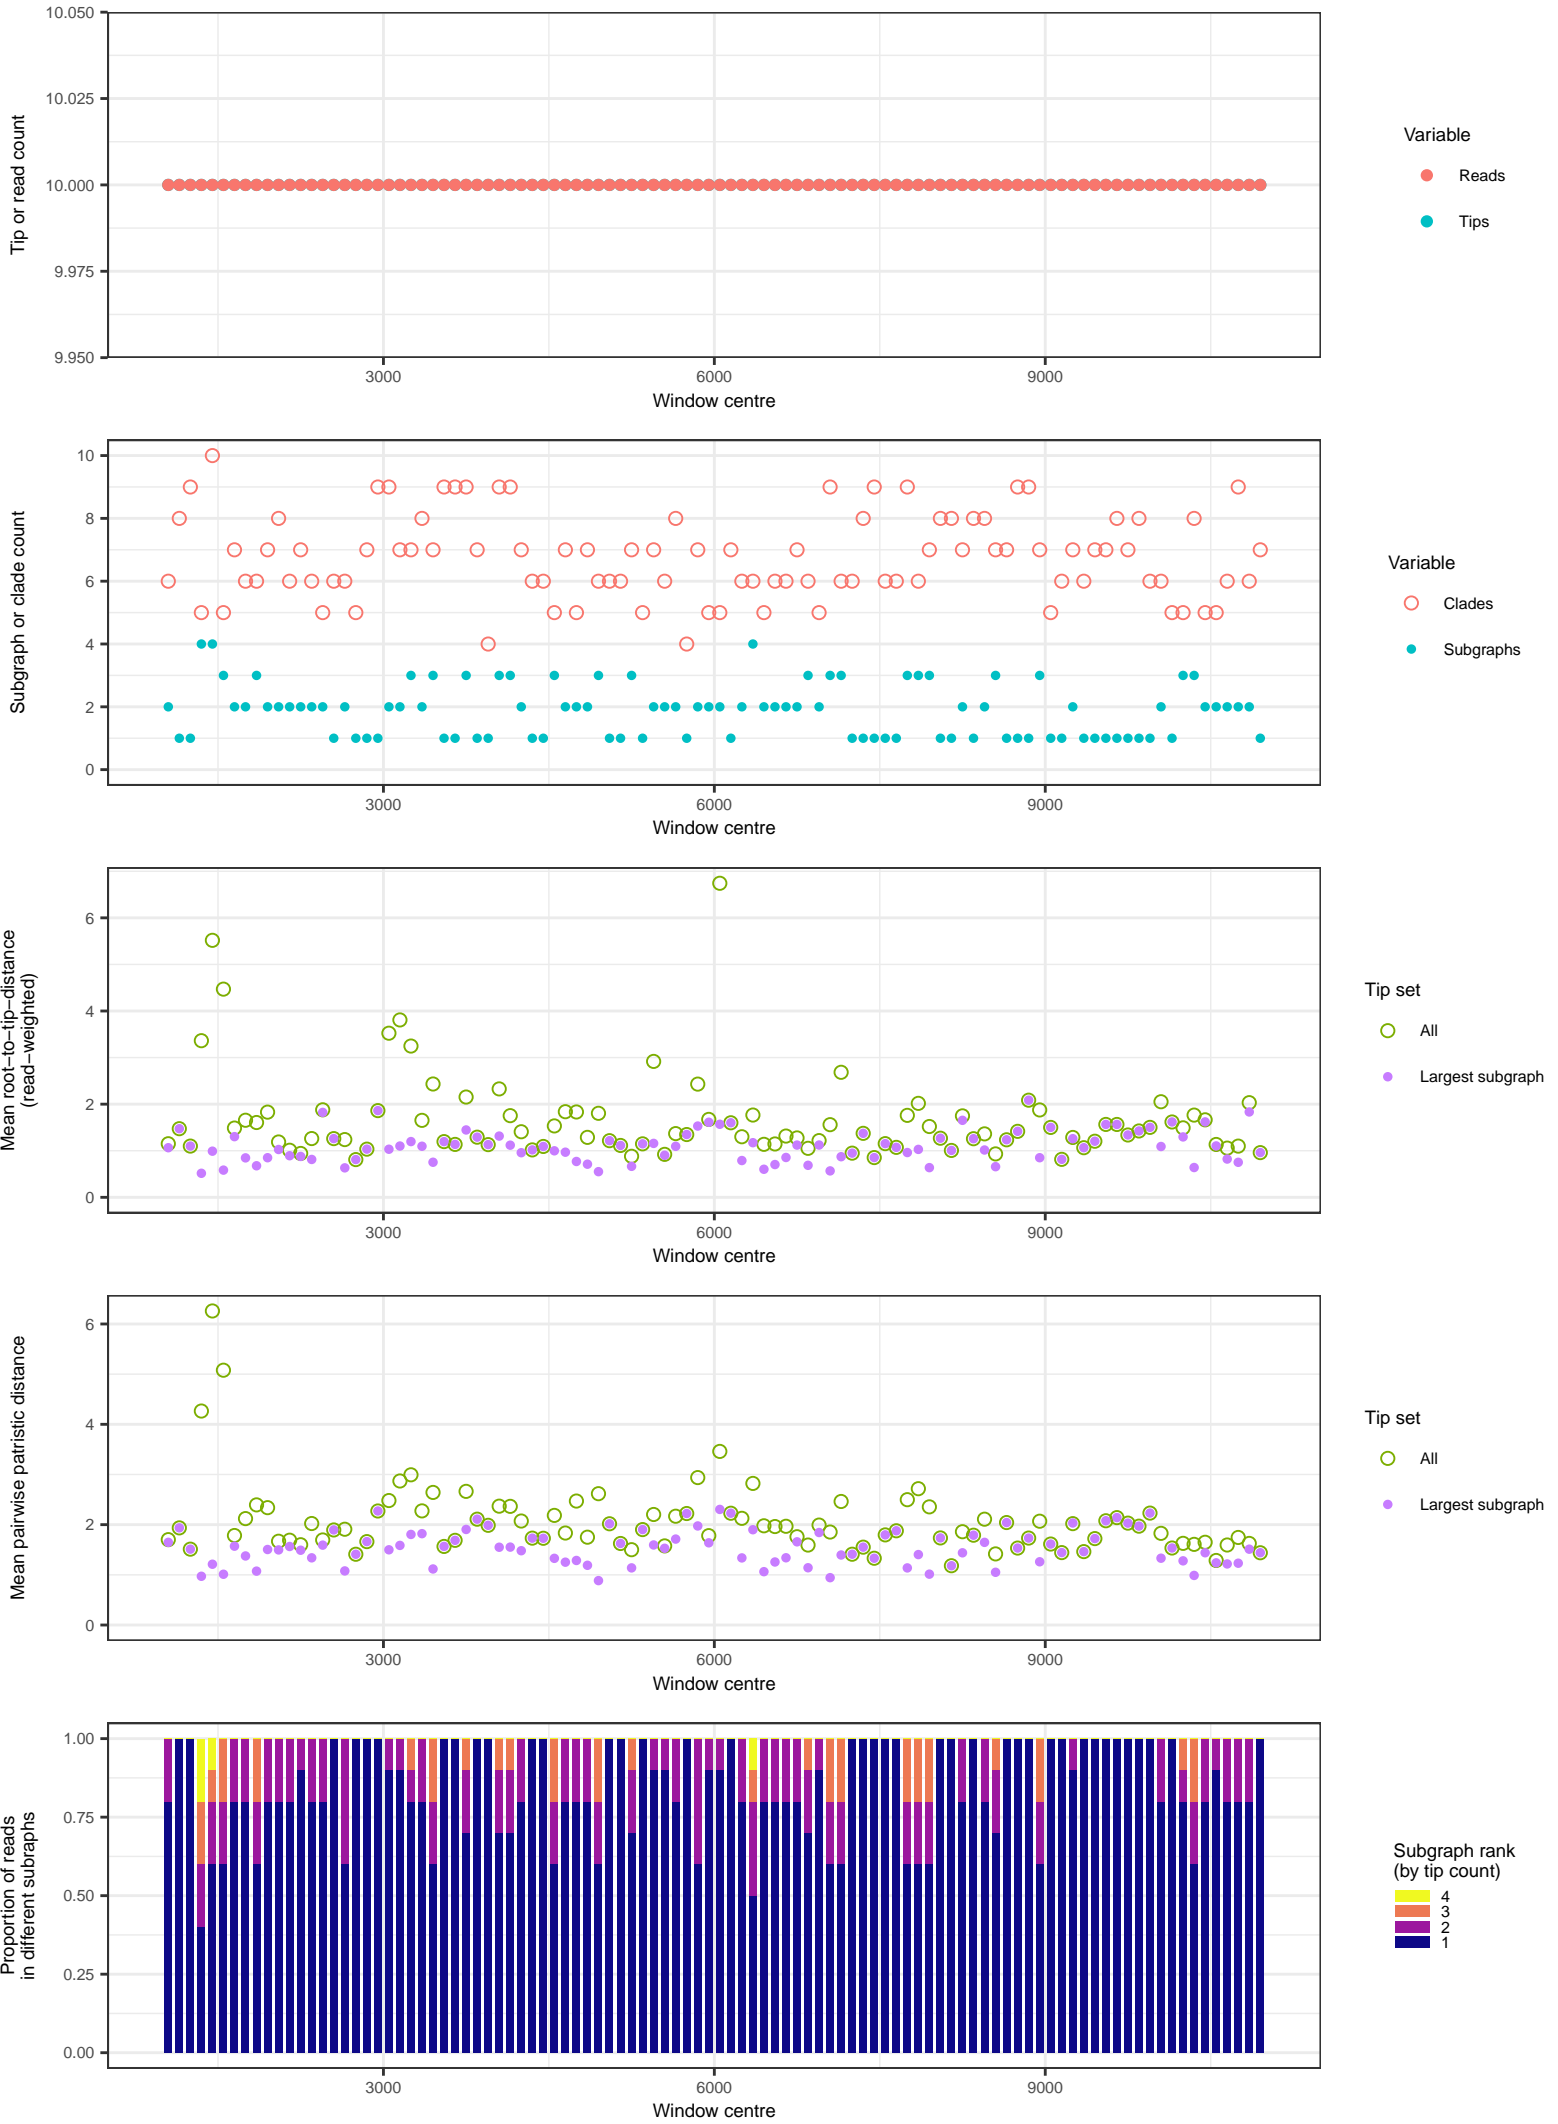 10.050
10.025
10.000
9.975
9.950
Tip or read count
3000
6000
9000
Window centre
Variable
Reads
Tips
10
8
6
4
2
0
Subgraph or clade count
3000
6000
9000
Window centre
Variable
Clades
Subgraphs
6
4
2
0
Mean root−to−tip−distance
(read−weighted)
3000
6000
9000
Window centre
Tip set
All
Largest subgraph
6
4
2
0
Mean pairwise patristic distance
3000
6000
9000
Window centre
Tip set
All
Largest subgraph
1.00
0.75
0.50
0.25
0.00
Proportion of reads
in different subraphs
3000
6000
9000
Window centre
Subgraph rank
(by tip count)
4
3
2
1